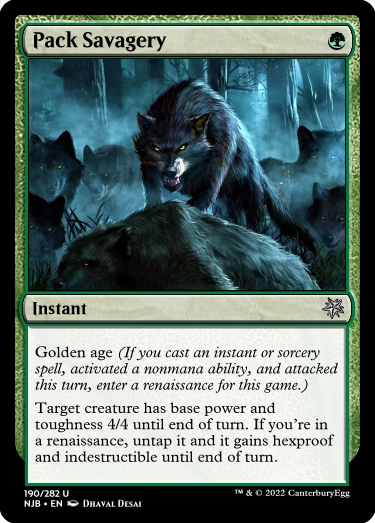 Pack Savagery
Instant
Golden age (If you cast an instant or sorcery
spell, activated a nonmana ability, and attacked
this turn, enter a renaissance for this game.)
Target creature has base power and
toughness 4/4 until end of turn. If you're in
a renaissance, untap it and it gains hexproof
and indestructible until end of turn.
190/282 U
NJB • EN Dhaval Desai
™ & © 2022 CanterburyEgg